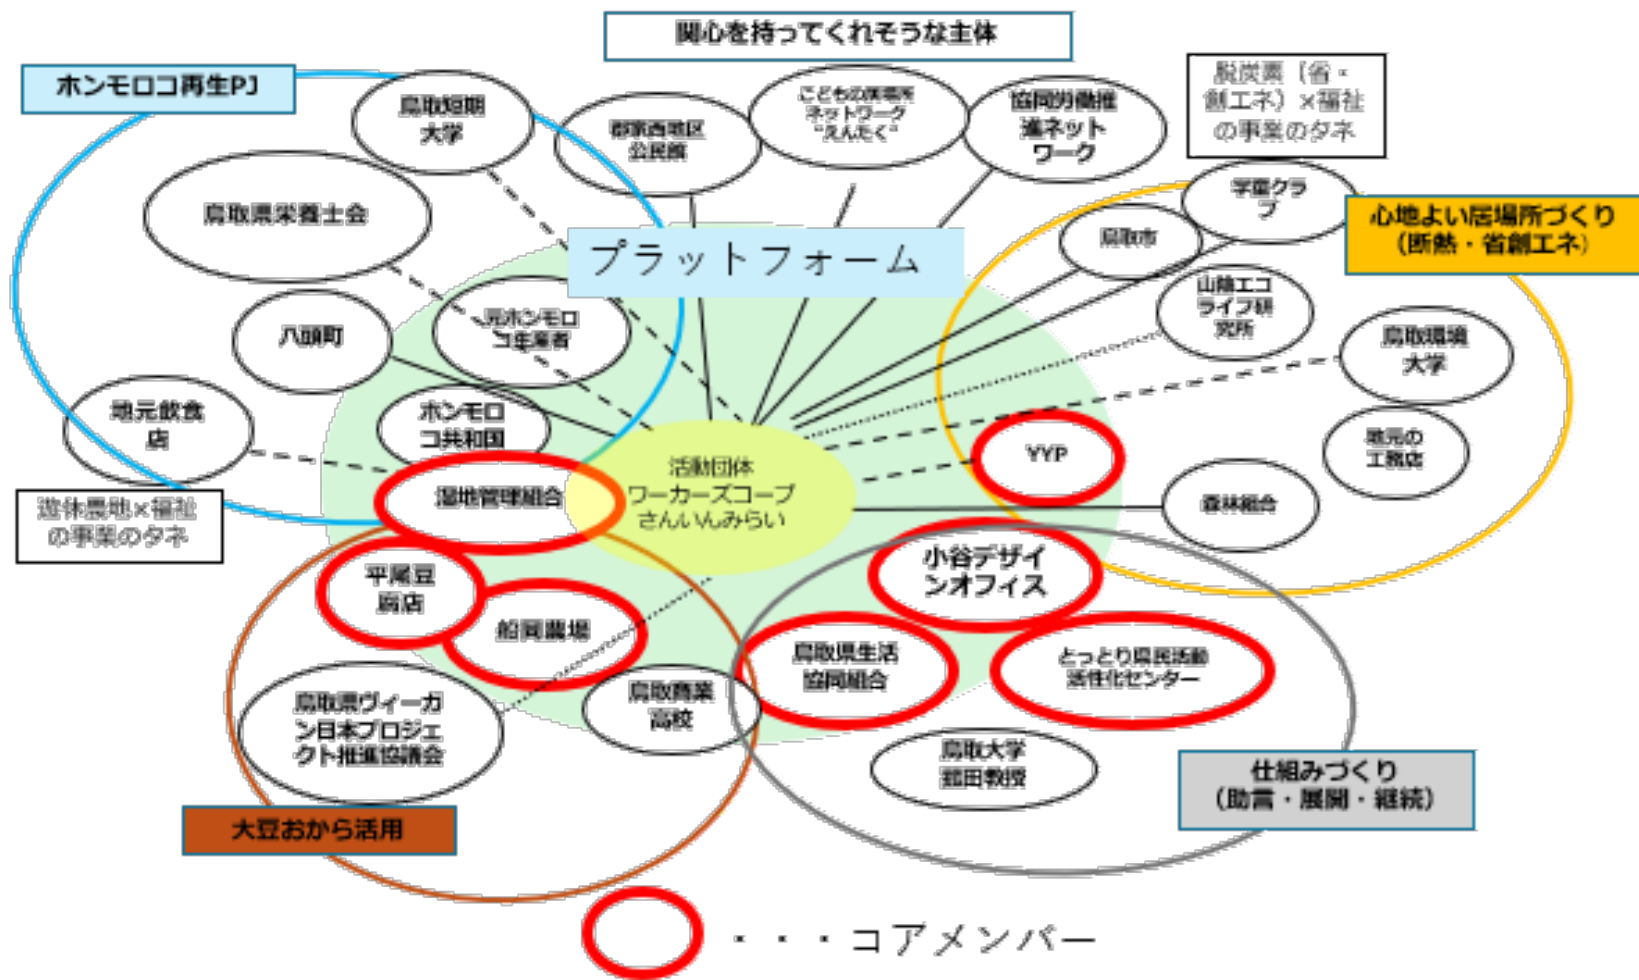 関心を持ってくれそうな主体
ホンモロコ再生PJ
脱炭素（省・
創エネ）×福祉
の事業のタネ
鳥取短期
大学
郡家西地区
公民館
こどもの居場所
ネットワーク
“えんたく”
協同労働推
進ネット
ワーク
学童クラ
ブ
心地よい居場所づくり
（断熱・省創エネ）
鳥取県栄養士会
鳥取市
プラットフォーム
山陰エコ
ライフ研
究所
八頭町
元ホンモロ
コ生産者
鳥取環境
大学
地元飲食
店
ホンモロ
コ共和国
YYP
地元の
工務店
活動団体
ワーカーズコープ
さんいんみらい
湿地管理組合
森林組合
遊休農地×福祉
の事業のタネ
平尾豆
腐店
小谷デザイ
ンオフィス
船岡農場
鳥取県生活
協同組合
とっとり県民活動
活性化センター
鳥取県ヴィーガ
ン日本プロジェ
クト推進協議会
鳥取商業
高校
鳥取大学
菰田教授
仕組みづくり
（助言・展開・継続）
大豆おから活用
・・・コアメンバー